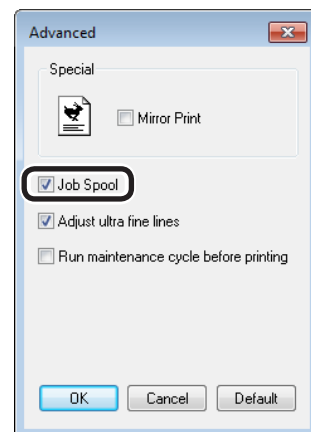 Advanced
Special
Mirror Print
Job Spool
Adjust ultra fine lines
Run maintenance cycle before printing
OK Cancel Default